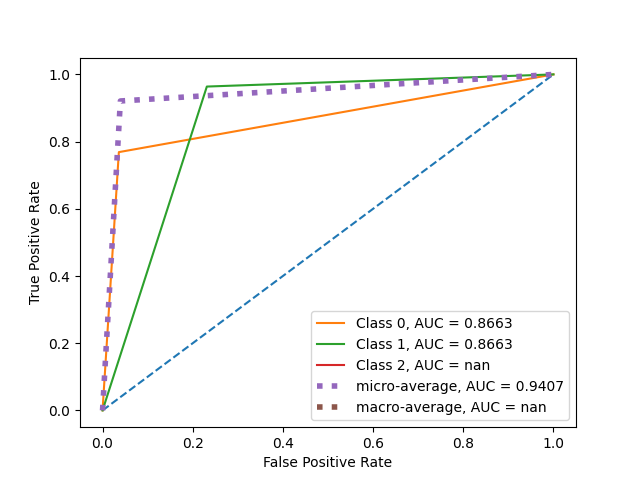 1.0
0.8
0.6
0.4
0.2
0.0
True Positive Rate
Class 0, AUC = 0.8663
Class 1, AUC = 0.8663
Class 2, AUC = nan
micro-average, AUC = 0.9407
macro-average, AUC = nan
0.0 0.2 0.4 0.6 0.8 1.0
False Positive Rate